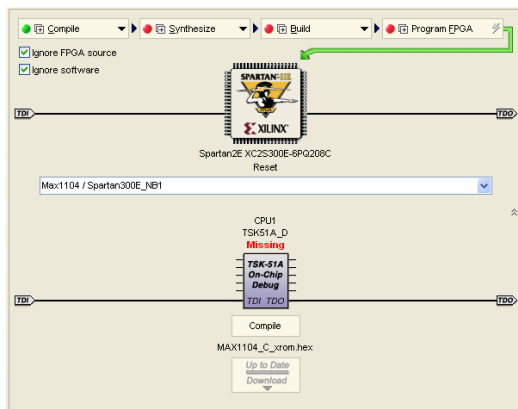 Compile Synthesize Build Program FPGA
Ignore FPGA source
Ignore software
SPARTAN-IIE
XILINX
TDI TDO
Spartan2E XC2S300E-6PQ208C
Reset
Max1104 / Spartan300E_NB1
CPU1
TSK51A_D
Missing
TSK-51A
On-Chip
Debug
TDI TDO
TDI TDO
Compile
MAX1104_C_xrom.hex
Up to Date
Download